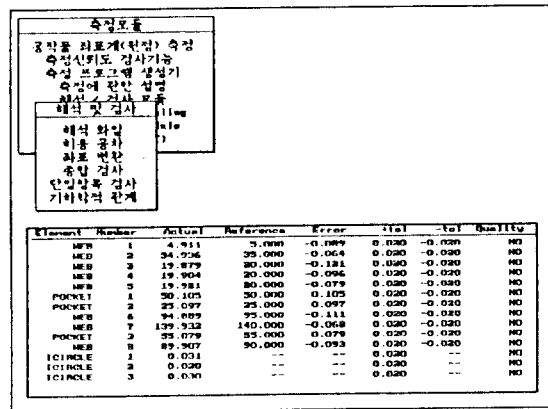 측정모듈
공작물 좌표계(원점) 측정
측정신뢰도 검사기능
측정 프로그램 생성기
측정에 관한 설명
해석 / 검사 모듈
해석 및 검사
해석 화일
허용 공차
좌표 변환
종합 검사
단일항목 검사
기하학적 관계
Element Number Actual Reference Error +tol -tol Quality
WEB 1 4.911 5.000 -0.089 0.020 -0.020 NO
WEB 2 34.936 35.000 -0.064 0.020 -0.020 NO
WEB 3 19.879 20.000 -0.121 0.020 -0.020 NO
WEB 4 19.904 20.000 -0.096 0.020 -0.020 NO
WEB 5 19.921 20.000 -0.079 0.020 -0.020 NO
POCKET 1 50.105 50.000 0.105 0.020 -0.020 NO
POCKET 2 25.097 25.000 0.097 0.020 -0.020 NO
WEB 6 94.889 95.000 -0.111 0.020 -0.020 NO
WEB 7 139.932 140.000 -0.068 0.020 -0.020 NO
POCKET 3 55.079 55.000 0.079 0.020 -0.020 NO
WEB 8 89.907 90.000 -0.093 0.020 -0.020 NO
ICIRCLE 1 0.031 -- -- 0.020 NO
ICIRCLE 2 0.020 -- -- 0.020 NO
ICIRCLE 3 0.030 -- -- 0.020 NO